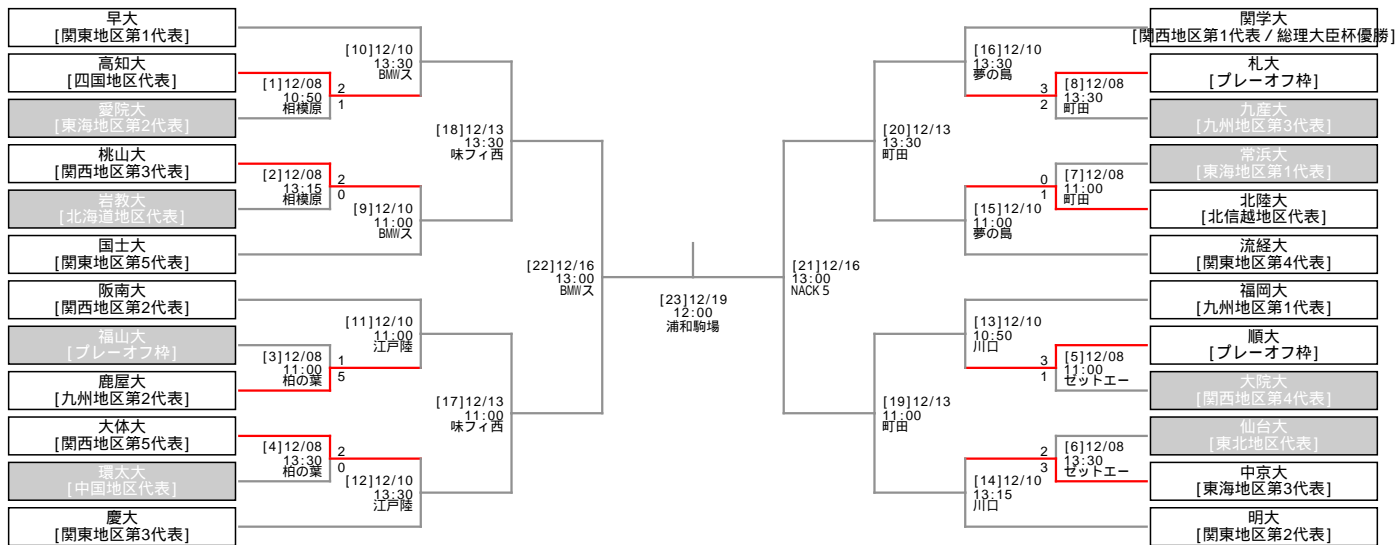 早大
[関東地区第1代表]
高知大
[四国地区代表]
愛院大
[東海地区第2代表]
桃山大
[関西地区第3代表]
岩教大
[北海道地区代表]
国士大
[関東地区第5代表]
阪南大
[関西地区第2代表]
福山大
[プレーオフ枠]
鹿屋大
[九州地区第2代表]
大体大
[関西地区第5代表]
環太大
[中国地区代表]
慶大
[関東地区第3代表]
[1]12/08
10:50
相模原
2
1
[2]12/08
13:15
相模原
2
0
[3]12/08
11:00
柏の葉
1
5
[4]12/08
13:30
柏の葉
2
0
[10]12/10
13:30
BMWス
[9]12/10
11:00
BMWス
[11]12/10
11:00
江戸陸
[12]12/10
13:30
江戸陸
[18]12/13
13:30
味フィ西
[17]12/13
11:00
味フィ西
[22]12/16
13:00
BMWス
[23]12/19
12:00
浦和駒場
[21]12/16
13:00
NACK5
[20]12/13
13:30
町田
[19]12/13
11:00
町田
[16]12/10
13:30
夢の島
[15]12/10
11:00
夢の島
[13]12/10
10:50
川口
[14]12/10
13:15
川口
3
2
[8]12/08
13:30
町田
0
1
[7]12/08
11:00
町田
3
1
[5]12/08
11:00
ゼットエー
2
3
[6]12/08
13:30
ゼットエー
関学大
[関西地区第1代表 / 総理大臣杯優勝]
札大
[プレーオフ枠]
九産大
[九州地区第3代表]
常浜大
[東海地区第1代表]
北陸大
[北信越地区代表]
流経大
[関東地区第4代表]
福岡大
[九州地区第1代表]
順大
[プレーオフ枠]
大院大
[関西地区第4代表]
仙台大
[東北地区代表]
中京大
[東海地区第3代表]
明大
[関東地区第2代表]